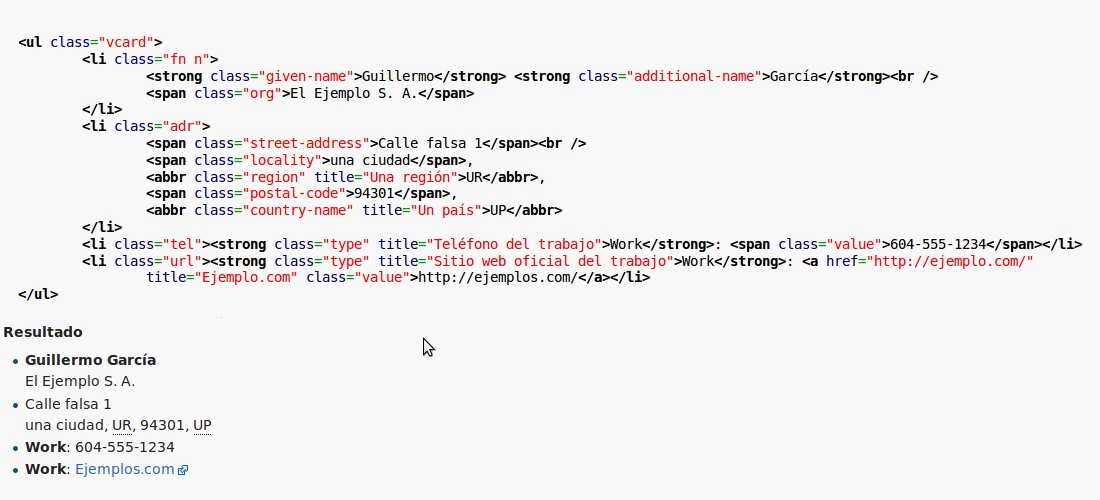 <ul class="vcard">
<li class="fn n">
<strong class="given-name">Guillermo</strong> <strong class="additional-name">García</strong><br />
<span class="org">El Ejemplo S. A.</span>
</li>
<li class="adr">
<span class="street-address">Calle falsa 1</span><br />
<span class="locality">una ciudad</span>,
<abbr class="region" title="Una región">UR</abbr>,
<span class="postal-code">94301</span>,
<abbr class="country-name" title="Un país">UP</abbr>
</li>
<li class="tel"><strong class="type" title="Teléfono del trabajo">Work</strong>: <span class="value">604-555-1234</span></li>
<li class="url"><strong class="type" title="Sitio web oficial del trabajo">Work</strong>: <a href="http://ejemplo.com/"
title="Ejemplo.com" class="value">http://ejemplos.com/</a></li>
</ul>
Resultado
Guillermo García
El Ejemplo S. A.
Calle falsa 1
una ciudad, UR, 94301, UP
Work: 604-555-1234
Work: Ejemplos.com